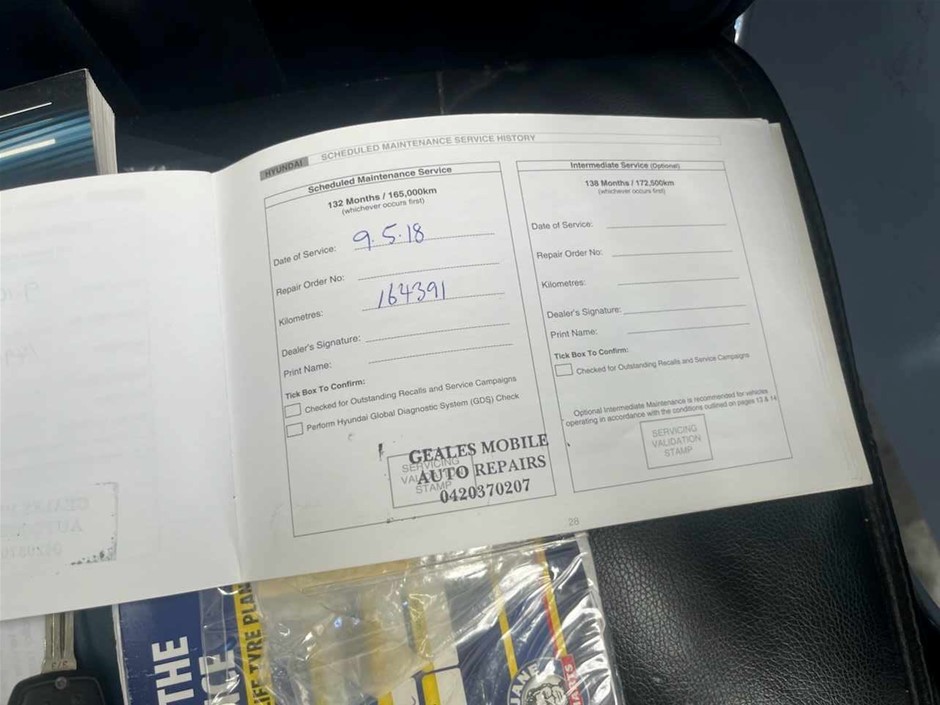 HYUNDAI SCHEDULED MAINTENANCE SERVICE HISTORY
Scheduled Maintenance Service
132 Months / 165,000km
(whichever occurs first)
Date of Service: 9.5.18
Repair Order No:
Kilometres: 164391
Dealer's Signature:
Print Name:
Tick Box To Confirm:
Checked for Outstanding Recalls and Service Campaigns
Perform Hyundai Global Diagnostic System (GDS) Check
SERVICING
VALIDATION
STAMP
GEALES MOBILE
AUTO REPAIRS
0420370207
Intermediate Service (Optional)
138 Months / 172,500km
(whichever occurs first)
Date of Service:
Repair Order No:
Kilometres:
Dealer's Signature:
Print Name:
Tick Box To Confirm:
Checked for Outstanding Recalls and Service Campaigns
Optional Intermediate Maintenance is recommended for vehicles
operating in accordance with the conditions outlined on pages 13 & 14
SERVICING
VALIDATION
STAMP
26
THE
TYRE PLAN
JANE